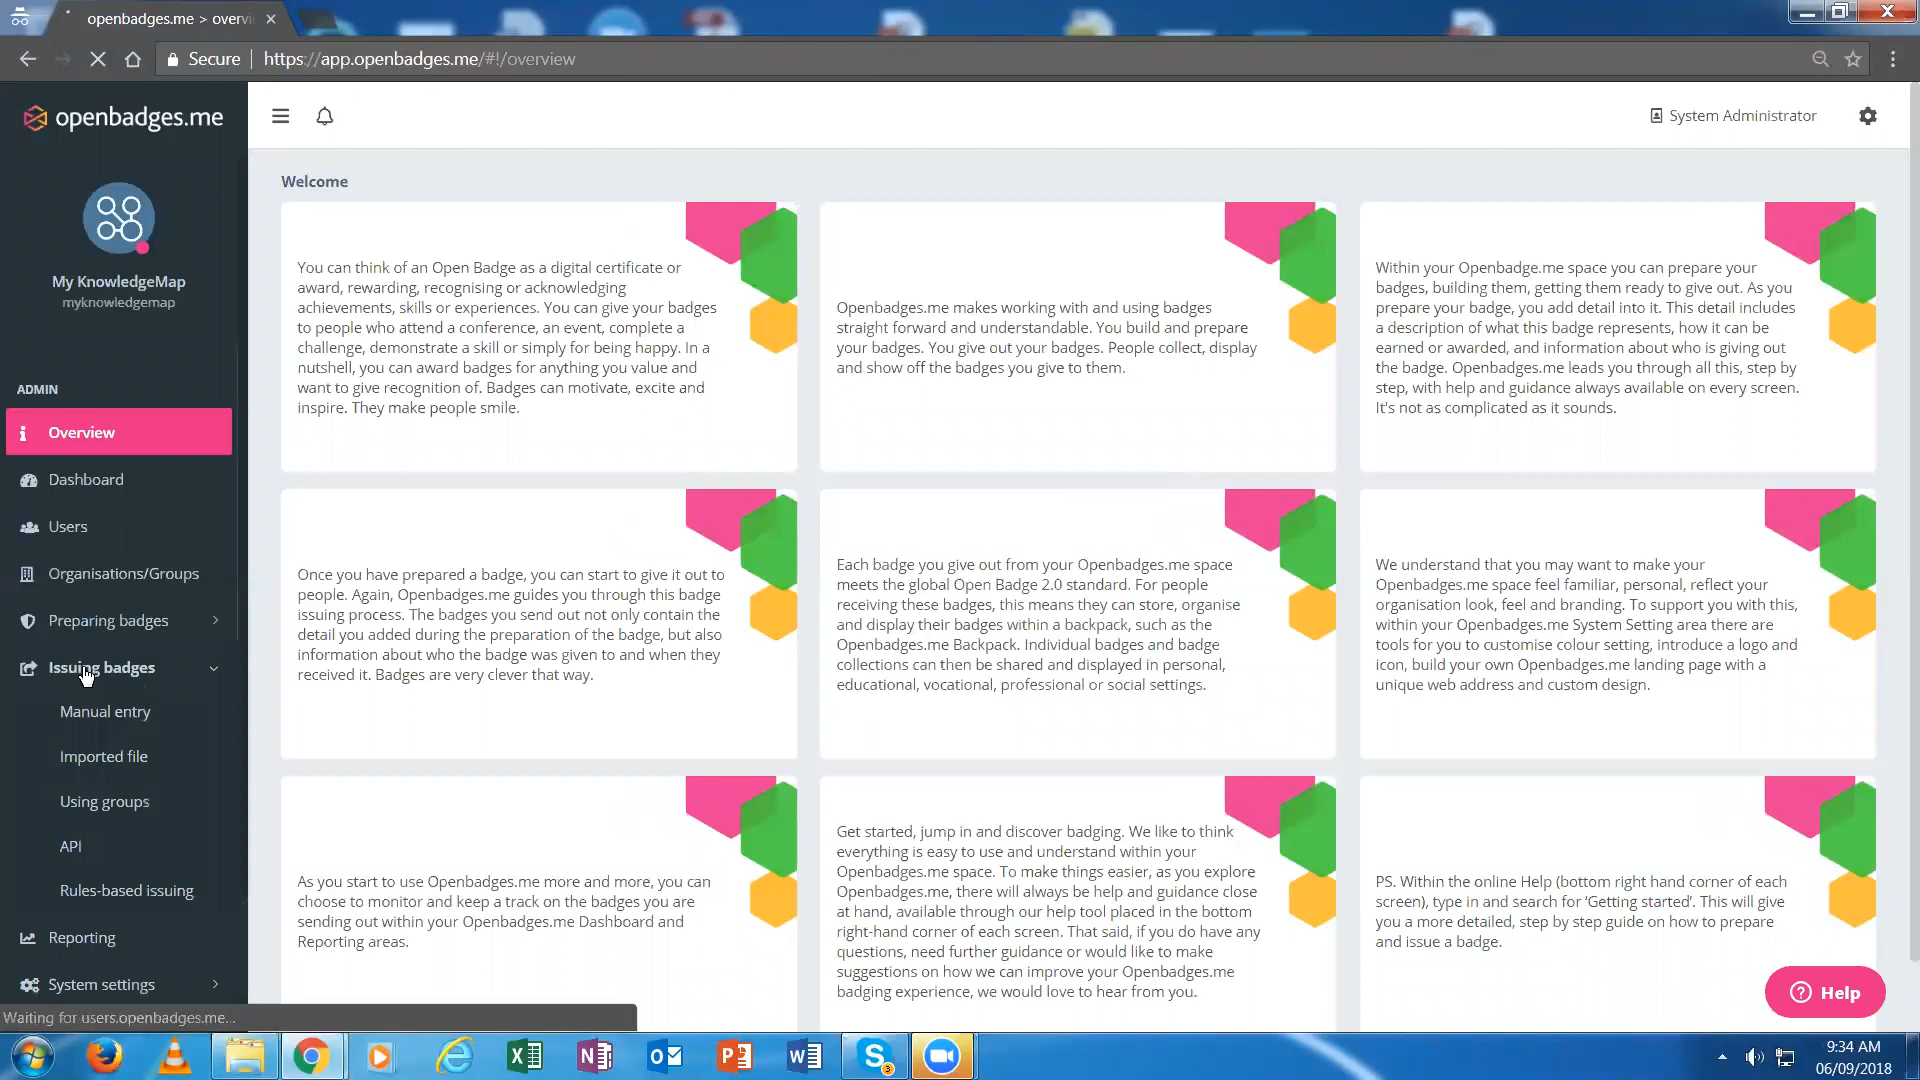 openbadges.me > overvi
Secure
https://app.openbadges.me/#!/overview
openbadges.me
System Administrator
My KnowledgeMap
myknowledgemap
ADMIN
Overview
Dashboard
Users
Organisations/Groups
Preparing badges
Issuing badges
Manual entry
Imported file
Using groups
API
Rules-based issuing
Reporting
System settings
Waiting for users.openbadges.me...
Welcome
You can think of an Open Badge as a digital certificate or
award, rewarding, recognising or acknowledging
achievements, skills or experiences. You can give your badges
to people who attend a conference, an event, complete a
challenge, demonstrate a skill or simply for being happy. In a
nutshell, you can award badges for anything you value and
want to give recognition of. Badges can motivate, excite and
inspire. They make people smile.
Openbadges.me makes working with and using badges
straight forward and understandable. You build and prepare
your badges. You give out your badges. People collect, display
and show off the badges you give to them.
Within your Openbadge.me space you can prepare your
badges, building them, getting them ready to give out. As you
prepare your badge, you add detail into it. This detail includes
a description of what this badge represents, how it can be
earned or awarded, and information about who is giving out
the badge. Openbadges.me leads you through all this, step by
step, with help and guidance always available on every screen.
It's not as complicated as it sounds.
Once you have prepared a badge, you can start to give it out to
people. Again, Openbadges.me guides you through this badge
issuing process. The badges you send out not only contain the
detail you added during the preparation of the badge, but also
information about who the badge was given to and when they
received it. Badges are very clever that way.
Each badge you give out from your Openbadges.me space
meets the global Open Badge 2.0 standard. For people
receiving these badges, this means they can store, organise
and display their badges within a backpack, such as the
Openbadges.me Backpack. Individual badges and badge
collections can then be shared and displayed in personal,
educational, vocational, professional or social settings.
We understand that you may want to make your
Openbadges.me space feel familiar, personal, reflect your
organisation look, feel and branding. To support you with this,
within your Openbadges.me System Setting area there are
tools for you to customise colour setting, introduce a logo and
icon, build your own Openbadges.me landing page with a
unique web address and custom design.
As you start to use Openbadges.me more and more, you can
choose to monitor and keep a track on the badges you are
sending out within your Openbadges.me Dashboard and
Reporting areas.
Get started, jump in and discover badging. We like to think
everything is easy to use and understand within your
Openbadges.me space. To make things easier, as you explore
Openbadges.me, there will always be help and guidance close
at hand, available through our help tool placed in the bottom
right-hand corner of each screen. That said, if you do have any
questions, need further guidance or would like to make
suggestions on how we can improve your Openbadges.me
badging experience, we would love to hear from you.
PS. Within the online Help (bottom right hand corner of each
screen), type in and search for ‘Getting started’. This will give
you a more detailed, step by step guide on how to prepare
and issue a badge.
Help
9:34 AM
06/09/2018